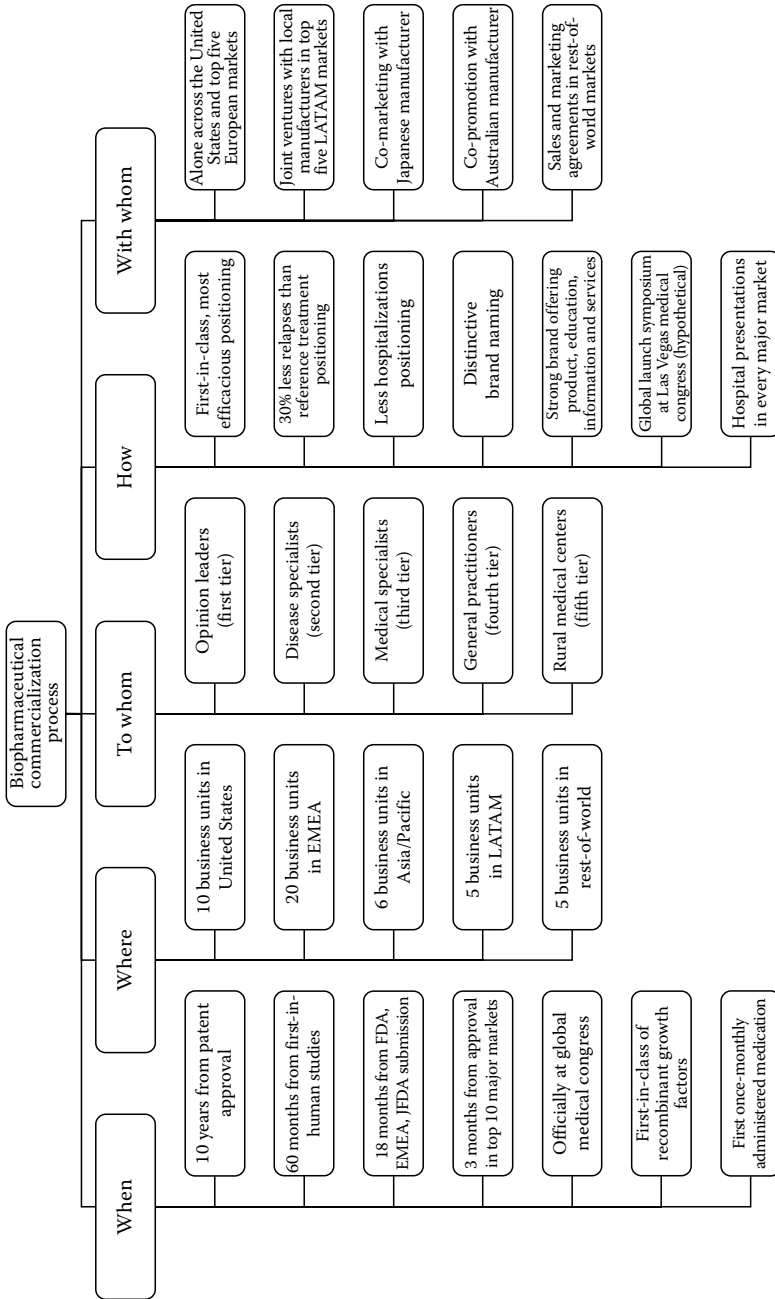 Biopharmaceutical
commercialization
process
When
10 years from patent
approval
60 months from first-in-
human studies
18 months from FDA,
EMEA, JFDA submission
3 months from approval
in top 10 major markets
Officially at global
medical congress
First-in-class of
recombinant growth
factors
First once-monthly
administered medication
Where
10 business units in
United States
20 business units
in EMEA
6 business units in
Asia/Pacific
5 business units
in LATAM
5 business units in
rest-of-world
To whom
Opinion leaders
(first tier)
Disease specialists
(second tier)
Medical specialists
(third tier)
General practitioners
(fourth tier)
Rural medical centers
(fifth tier)
How
First-in-class, most
efficacious positioning
30% less relapses than
reference treatment
positioning
Less hospitalizations
positioning
Distinctive
brand naming
Strong brand offering
product, education,
information and services
Global launch symposium
at Las Vegas medical
congress (hypothetical)
Hospital presentations
in every major market
With whom
Alone across the United
States and top five
European markets
Joint ventures with local
manufacturers in top
five LATAM markets
Co-marketing with
Japanese manufacturer
Co-promotion with
Australian manufacturer
Sales and marketing
agreements in rest-of-
world markets